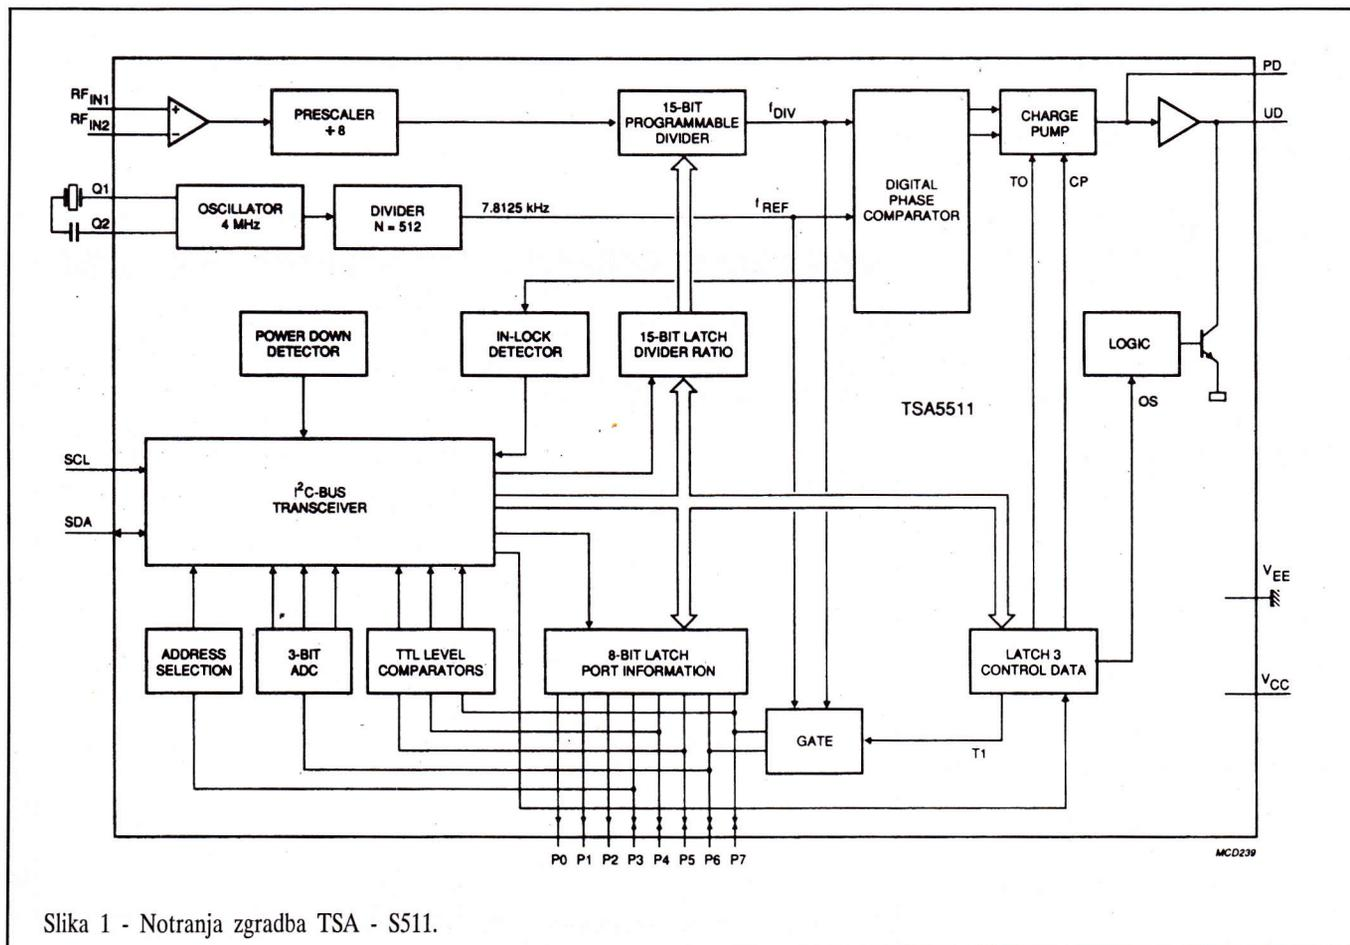 PD
RF IN1
RF IN2
+
−
PRESCALER
÷ 8
15-BIT
PROGRAMMABLE
DIVIDER
f DIV
CHARGE
PUMP
UD
TO
CP
Q1
Q2
OSCILLATOR
4 MHz
DIVIDER
N = 512
7.8125 kHz
f REF
DIGITAL
PHASE
COMPARATOR
POWER DOWN
DETECTOR
IN-LOCK
DETECTOR
15-BIT LATCH
DIVIDER RATIO
LOGIC
OS
TSA5511
SCL
SDA
I²C-BUS
TRANSCEIVER
V EE
ADDRESS
SELECTION
3-BIT
ADC
TTL LEVEL
COMPARATORS
8-BIT LATCH
PORT INFORMATION
LATCH 3
CONTROL DATA
V CC
GATE
T1
P0 P1 P2 P3 P4 P5 P6 P7
MCD239
Slika 1 - Notranja zgradba TSA - S511.